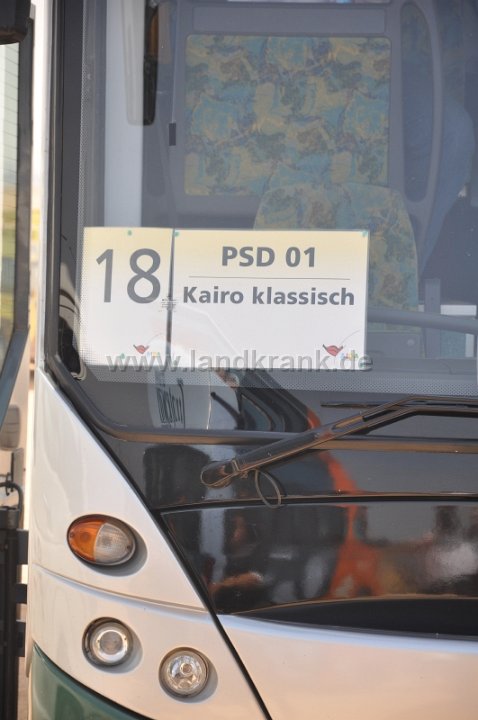 18
PSD 01
Kairo klassisch
www.landkrank.de